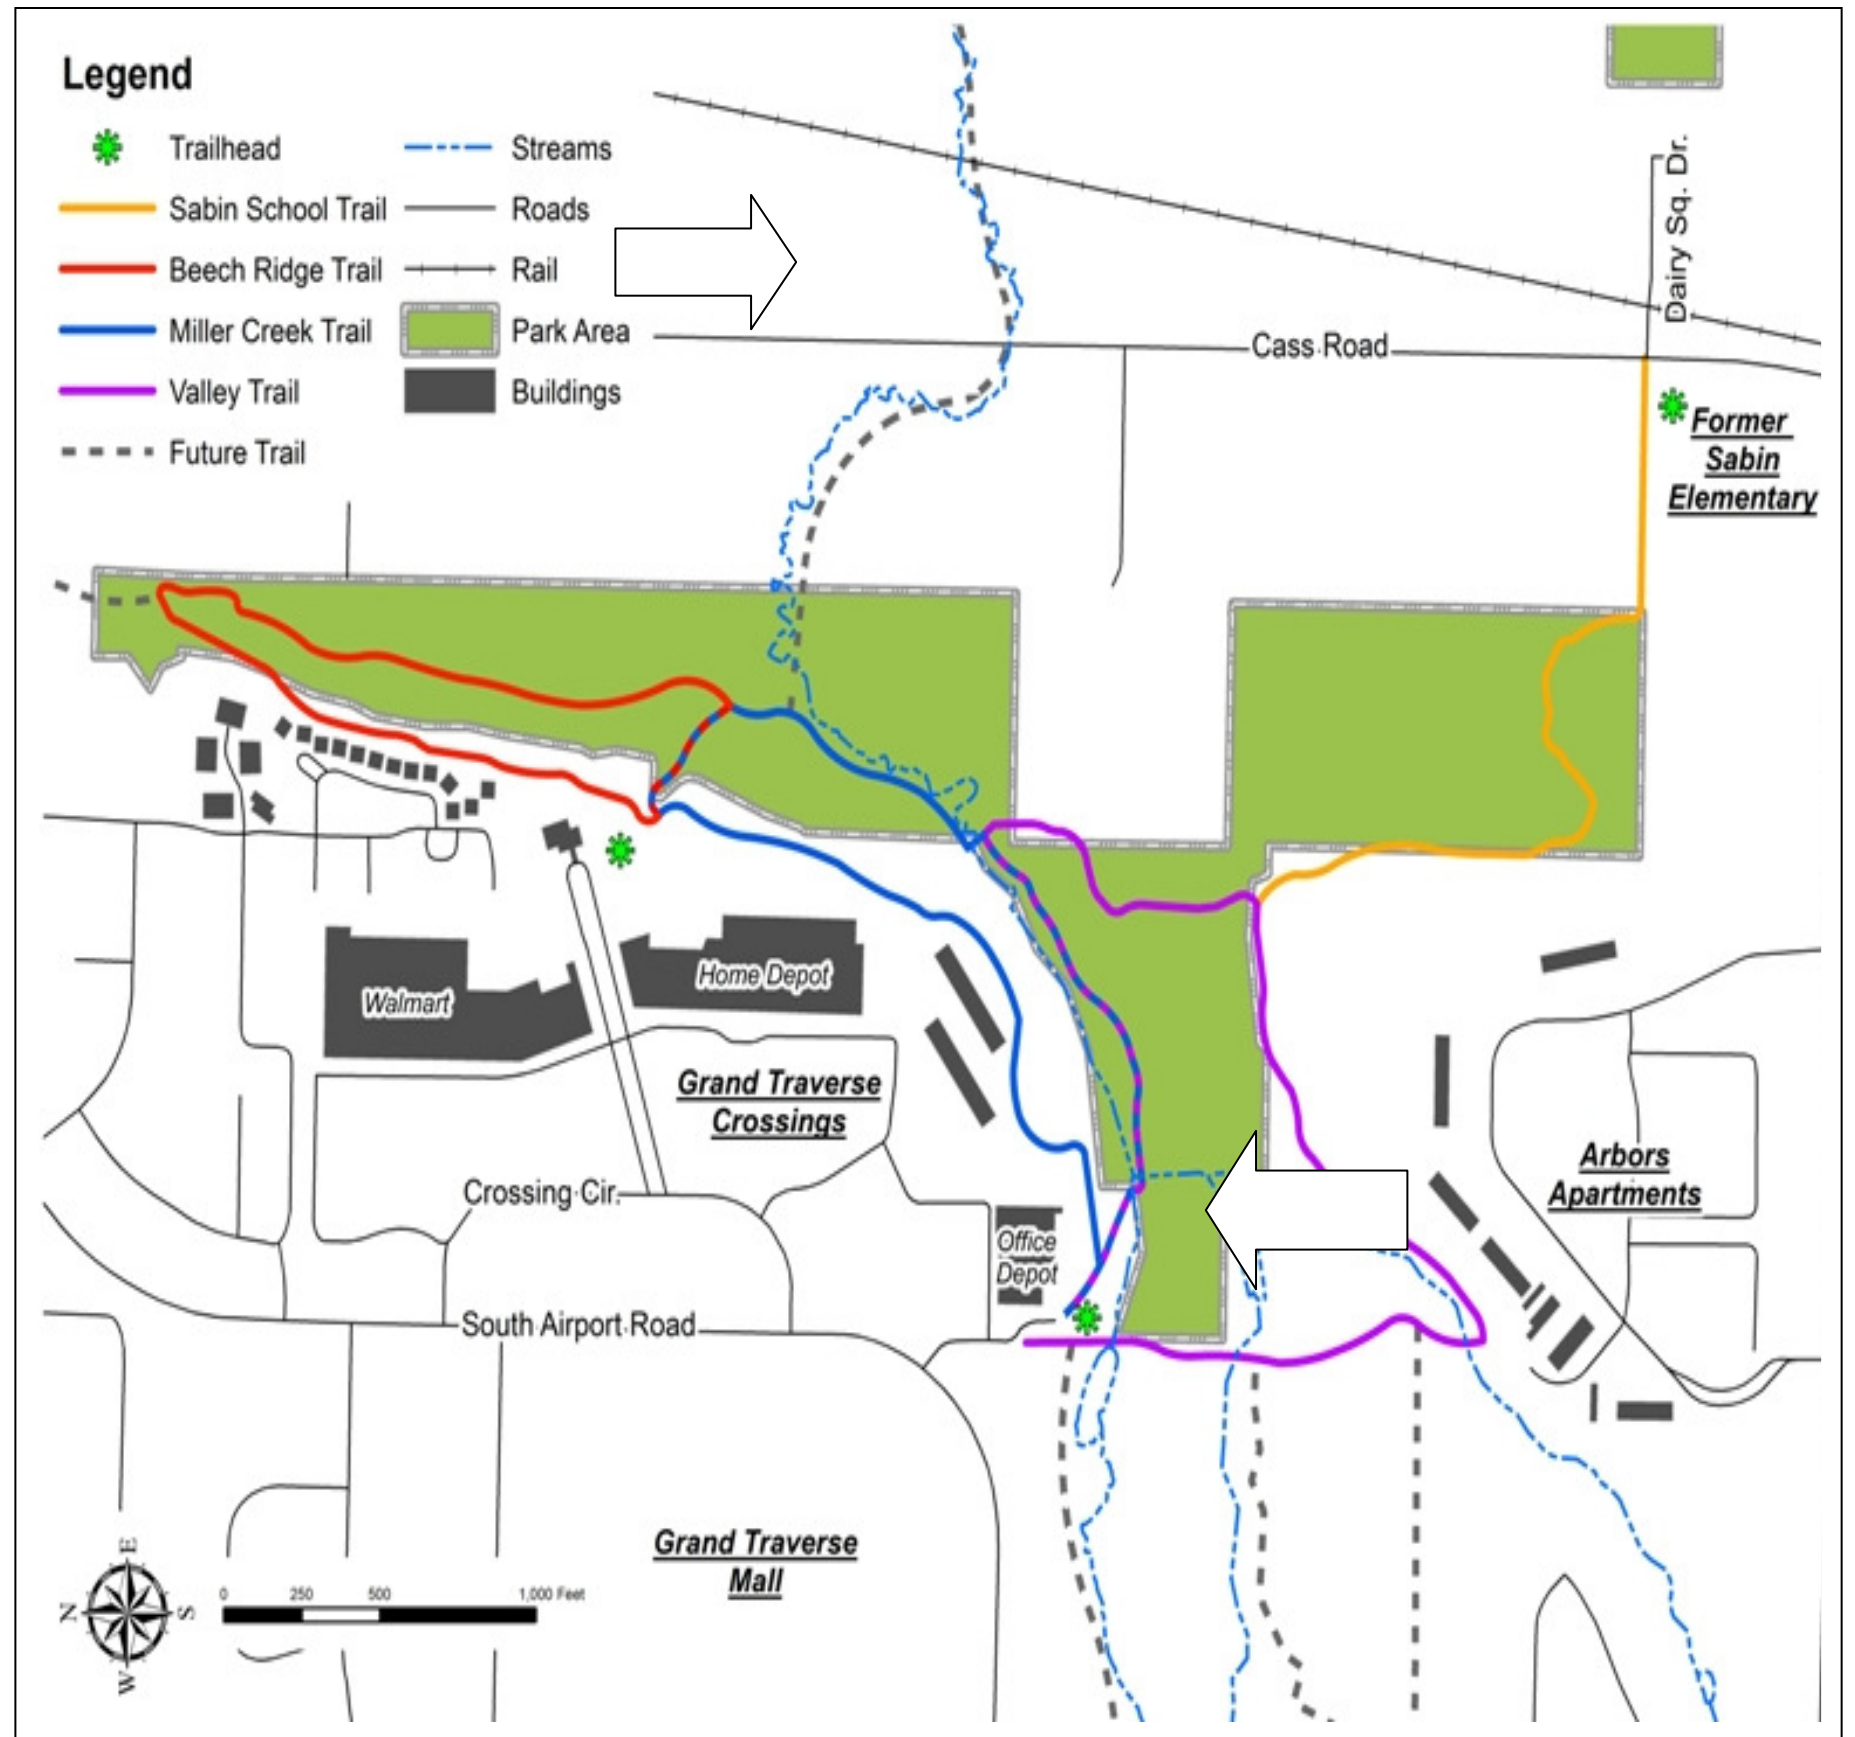 Legend
Trailhead
Sabin School Trail
Beech Ridge Trail
Miller Creek Trail
Valley Trail
Future Trail
Streams
Roads
Rail
Park Area
Buildings
Dairy Sq. Dr.
Cass Road
Former
Sabin
Elementary
Walmart
Home Depot
Grand Traverse
Crossings
Crossing Cir.
Office
Depot
Arbors
Apartments
South Airport Road
Grand Traverse
Mall
E
N
S
W
0 250 500 1,000 Feet